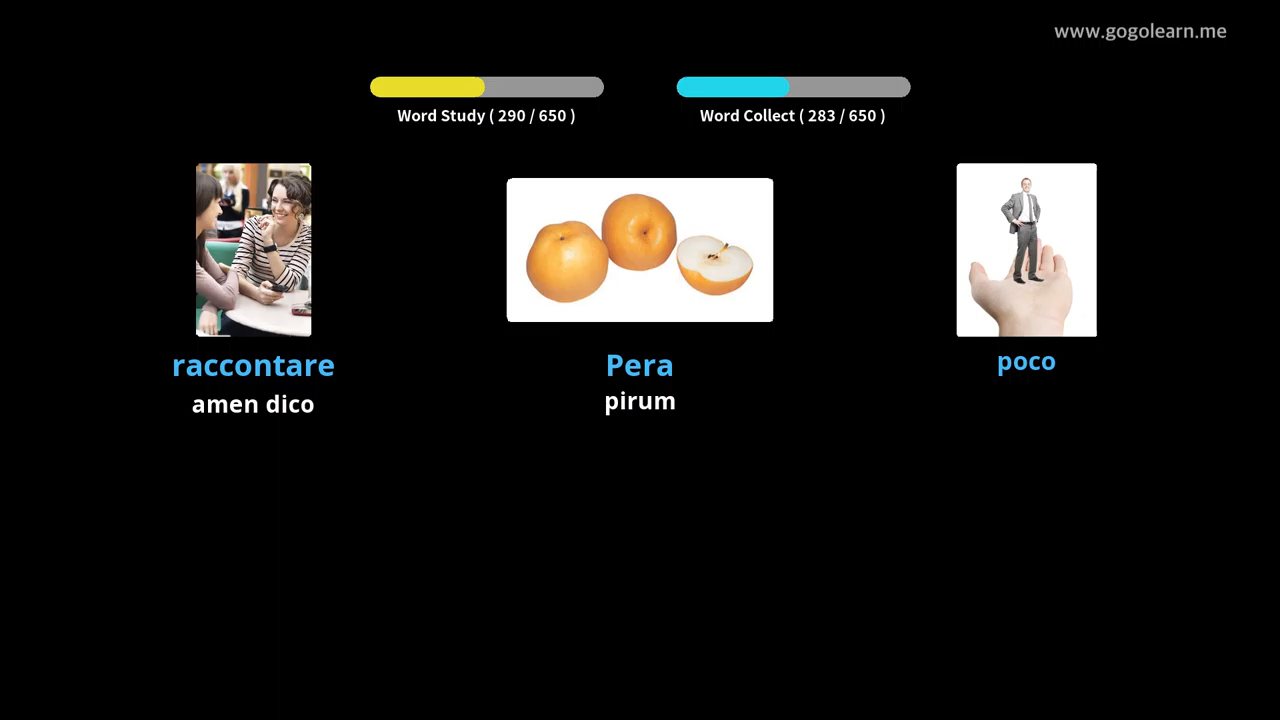 www.gogolearn.me
Word Study ( 290 / 650 )
Word Collect ( 283 / 650 )
raccontare
amen dico
Pera
pirum
poco